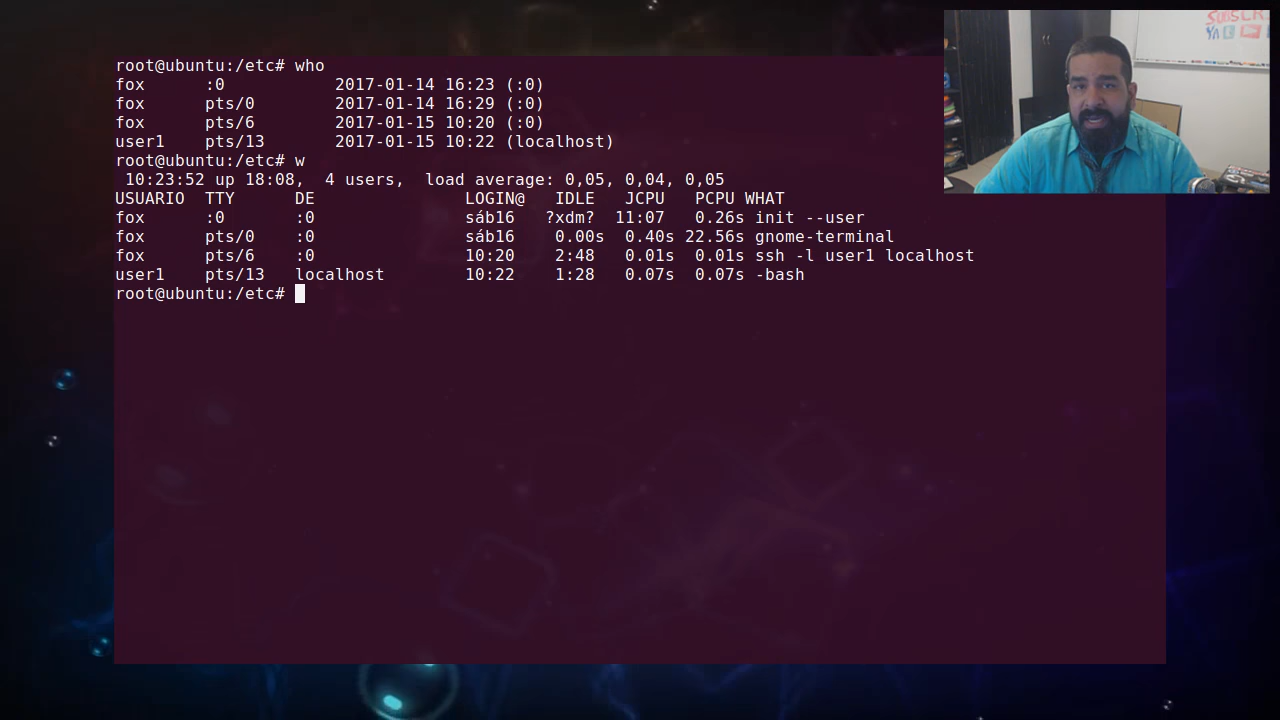 root@ubuntu:/etc# who
fox      :0           2017-01-14 16:23 (:0)
fox      pts/0        2017-01-14 16:29 (:0)
fox      pts/6        2017-01-15 10:20 (:0)
user1    pts/13       2017-01-15 10:22 (localhost)
root@ubuntu:/etc# w
 10:23:52 up 18:08,  4 users,  load average: 0,05, 0,04, 0,05
USUARIO  TTY      DE               LOGIN@   IDLE   JCPU   PCPU WHAT
fox      :0       :0               sáb16   ?xdm?  11:07   0.26s init --user
fox      pts/0    :0               sáb16    0.00s  0.40s 22.56s gnome-terminal
fox      pts/6    :0               10:20    2:48   0.01s  0.01s ssh -l user1 localhost
user1    pts/13   localhost        10:22    1:28   0.07s  0.07s -bash
root@ubuntu:/etc#